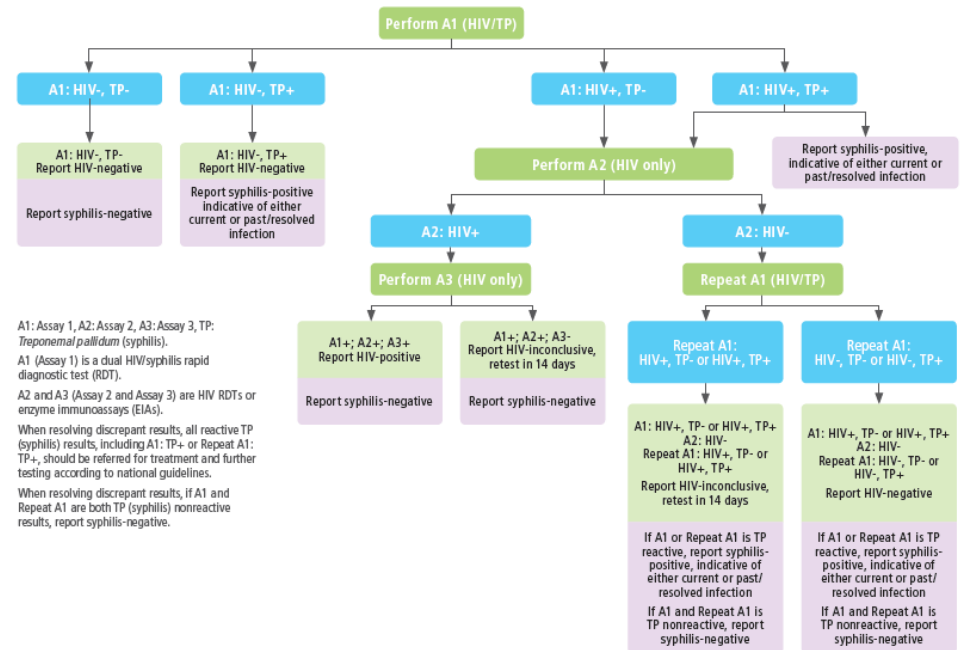 Perform A1 (HIV/TP)
A1: HIV-, TP-
A1: HIV-, TP+
A1: HIV+, TP-
A1: HIV+, TP+
A1: HIV-, TP-
Report HIV-negative
Report syphilis-negative
A1: HIV-, TP+
Report HIV-negative
Report syphilis-positive
indicative of either
current or past/resolved
infection
Perform A2 (HIV only)
Report syphilis-positive,
indicative of either current or
past/resolved infection
A2: HIV+
A2: HIV-
Perform A3 (HIV only)
Repeat A1 (HIV/TP)
A1+; A2+; A3+
Report HIV-positive
Report syphilis-negative
A1+; A2+; A3-
Report HIV-inconclusive,
retest in 14 days
Report syphilis-negative
Repeat A1:
HIV+, TP- or HIV+, TP+
Repeat A1:
HIV-, TP- or HIV-, TP+
A1: HIV+, TP- or HIV+, TP+
A2: HIV-
Repeat A1: HIV+, TP- or
HIV+, TP+
Report HIV-inconclusive,
retest in 14 days
If A1 or Repeat A1 is TP
reactive, report syphilis-
positive, indicative of
either current or past/
resolved infection
If A1 and Repeat A1 is
TP nonreactive, report
syphilis-negative
A1: HIV+, TP- or HIV+, TP+
A2: HIV-
Repeat A1: HIV-, TP- or
HIV-, TP+
Report HIV-negative
If A1 or Repeat A1 is TP
reactive, report syphilis-
positive, indicative of
either current or past/
resolved infection
If A1 and Repeat A1 is
TP nonreactive, report
syphilis-negative
A1: Assay 1, A2: Assay 2, A3: Assay 3, TP:
Treponemal pallidum (syphilis).
A1 (Assay 1) is a dual HIV/syphilis rapid
diagnostic test (RDT).
A2 and A3 (Assay 2 and Assay 3) are HIV RDTs or
enzyme immunoassays (EIAs).
When resolving discrepant results, all reactive TP
(syphilis) results, including A1: TP+ or Repeat A1:
TP+, should be referred for treatment and further
testing according to national guidelines.
When resolving discrepant results, if A1 and
Repeat A1 are both TP (syphilis) nonreactive
results, report syphilis-negative.